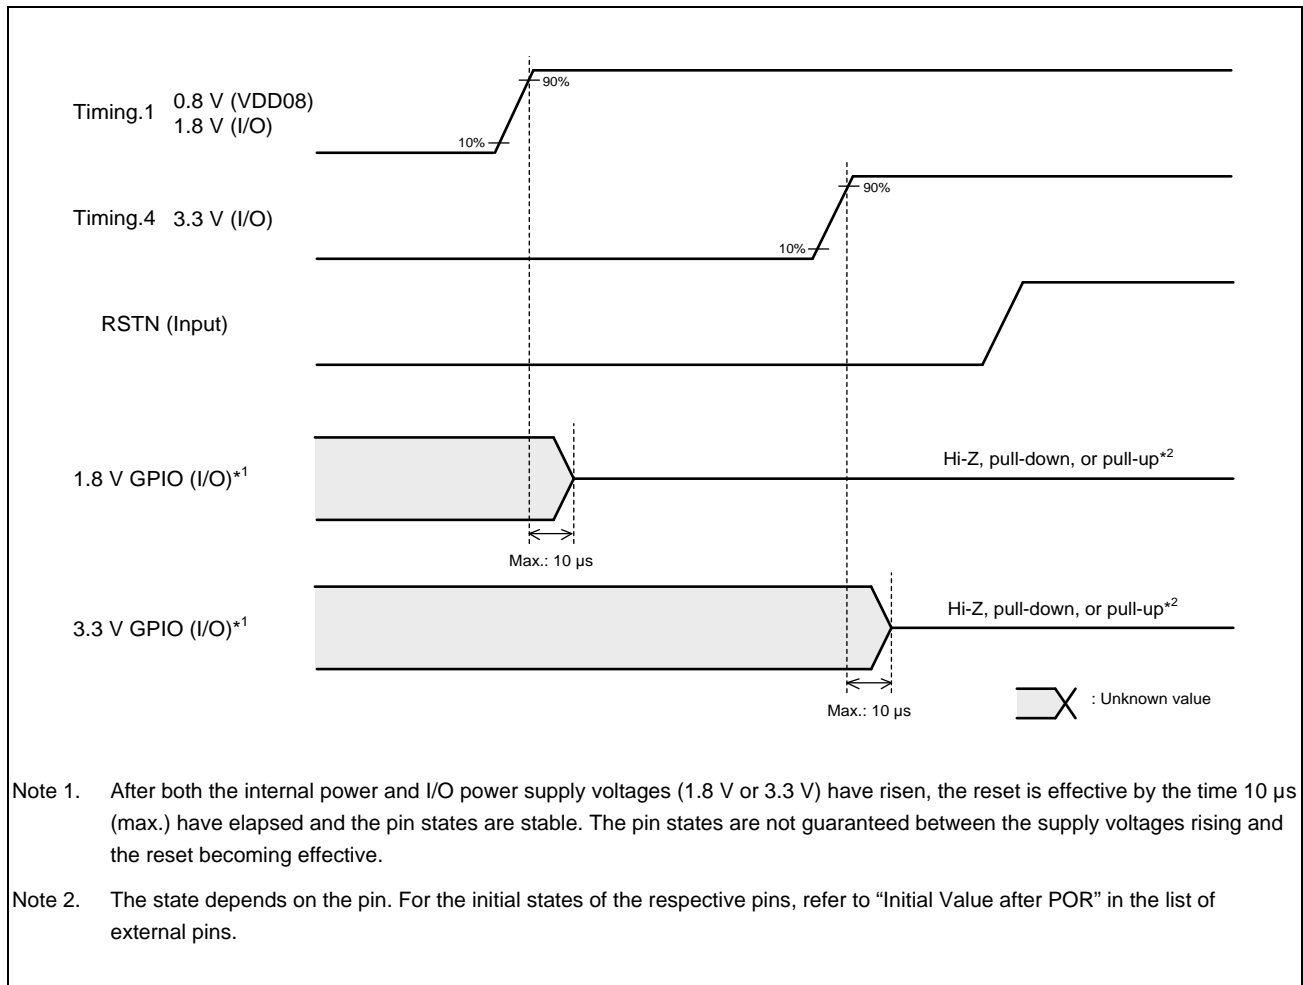 Timing.1 0.8 V (VDD08)
1.8 V (I/O)
90%
10%
Timing.4 3.3 V (I/O)
90%
10%
RSTN (Input)
1.8 V GPIO (I/O)*1
Hi-Z, pull-down, or pull-up*2
Max.: 10 µs
3.3 V GPIO (I/O)*1
Hi-Z, pull-down, or pull-up*2
Max.: 10 µs
: Unknown value
Note 1. After both the internal power and I/O power supply voltages (1.8 V or 3.3 V) have risen, the reset is effective by the time 10 µs
(max.) have elapsed and the pin states are stable. The pin states are not guaranteed between the supply voltages rising and
the reset becoming effective.
Note 2. The state depends on the pin. For the initial states of the respective pins, refer to “Initial Value after POR” in the list of
external pins.